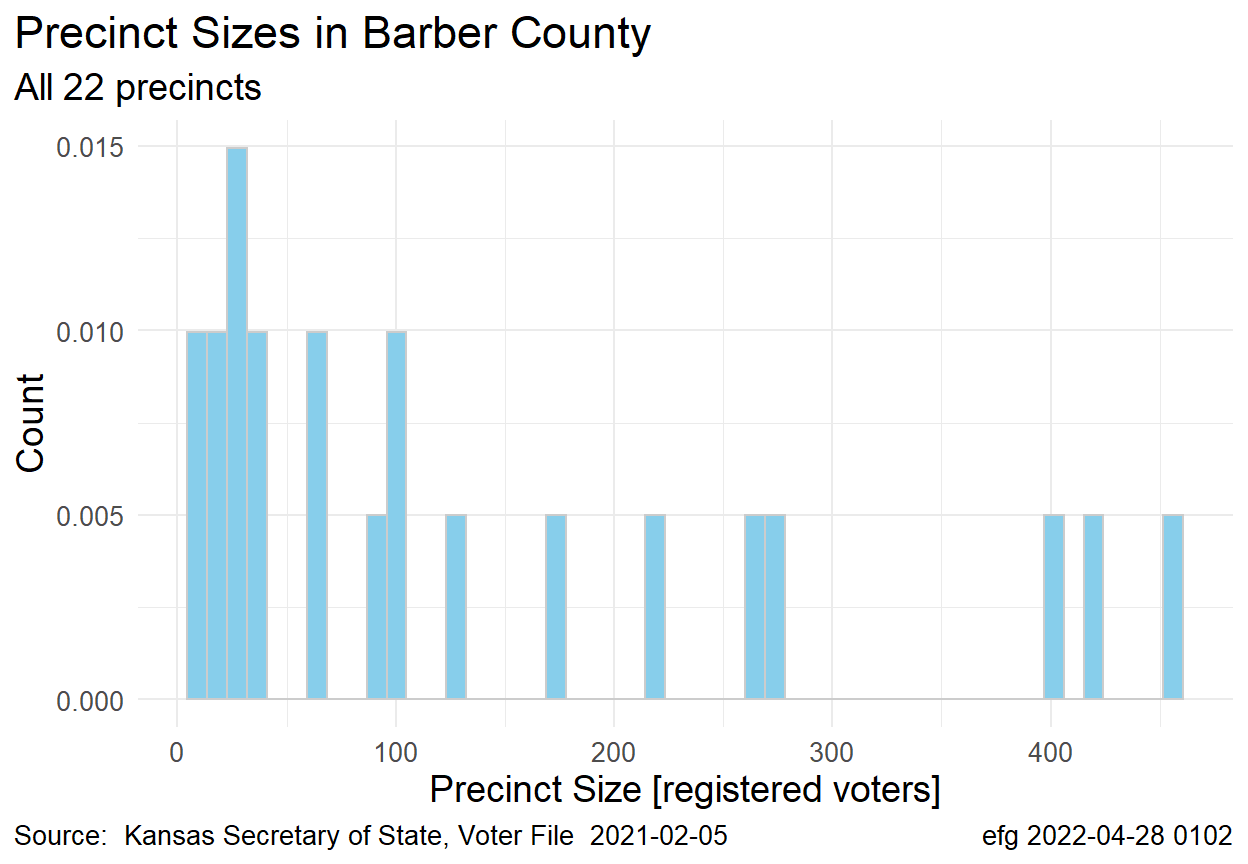 Precinct Sizes in Barber County
All 22 precincts
0.015
0.010
0.005
0.000
Count
0 100 200 300 400
Precinct Size [registered voters]
Source:  Kansas Secretary of State, Voter File  2021-02-05 efg 2022-04-28 0102